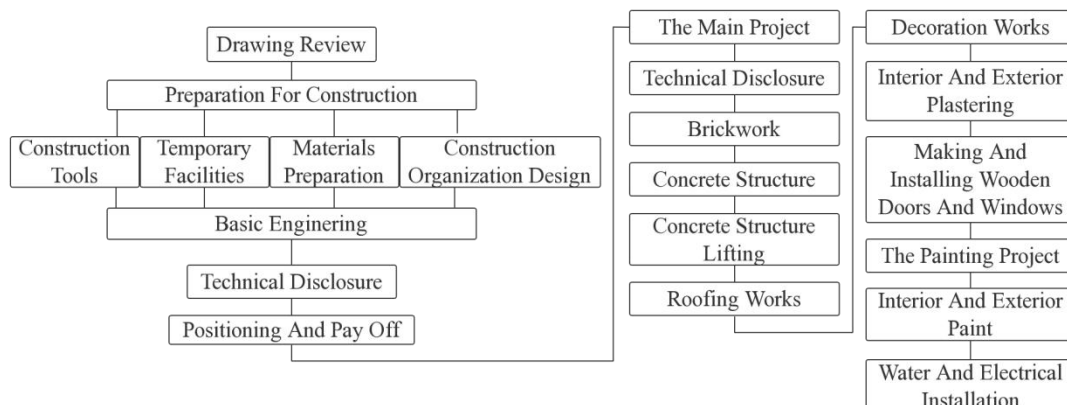 Drawing Review
Preparation For Construction
Construction
Tools
Temporary
Facilities
Materials
Preparation
Construction
Organization Design
Basic Enginering
Technical Disclosure
Positioning And Pay Off
The Main Project
Technical Disclosure
Brickwork
Concrete Structure
Concrete Structure
Lifting
Roofing Works
Decoration Works
Interior And Exterior
Plastering
Making And
Installing Wooden
Doors And Windows
The Painting Project
Interior And Exterior
Paint
Water And Electrical
Installation